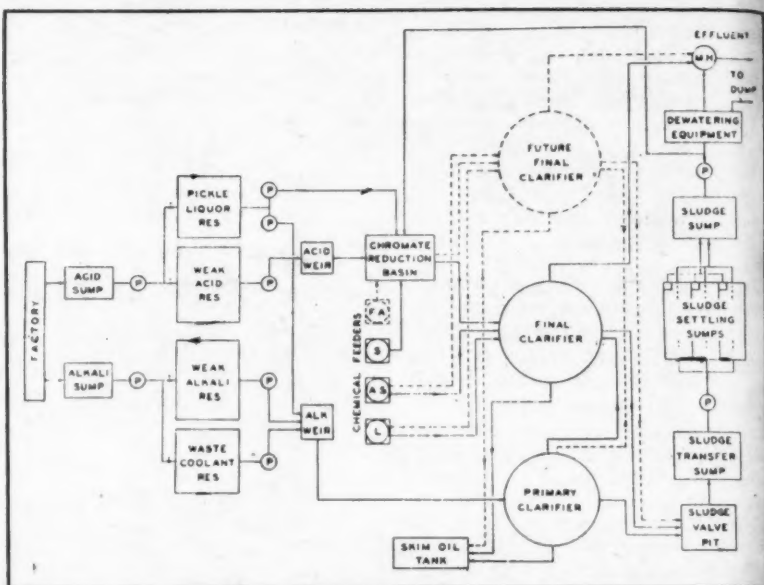 EFFLUENT
MH
TO
DUMP
DEWATERING
EQUIPMENT
P
SLUDGE
SUMP
SLUDGE
SETTLING
SUMPS
P
SLUDGE
TRANSFER
SUMP
SLUDGE
VALVE
PIT
FUTURE
FINAL
CLARIFIER
FINAL
CLARIFIER
PRIMARY
CLARIFIER
SKIM OIL
TANK
PICKLE
LIQUOR
RES
P
P
WEAK
ACID
RES
P
ACID
WEIR
CHROMATE
REDUCTION
BASIN
FACTORY
ACID
SUMP
P
ALKALI
SUMP
P
WEAK
ALKALI
RES
P
WASTE
COOLANT
RES
P
ALK
WEIR
CHEMICAL FEEDERS
FA
S
AS
L